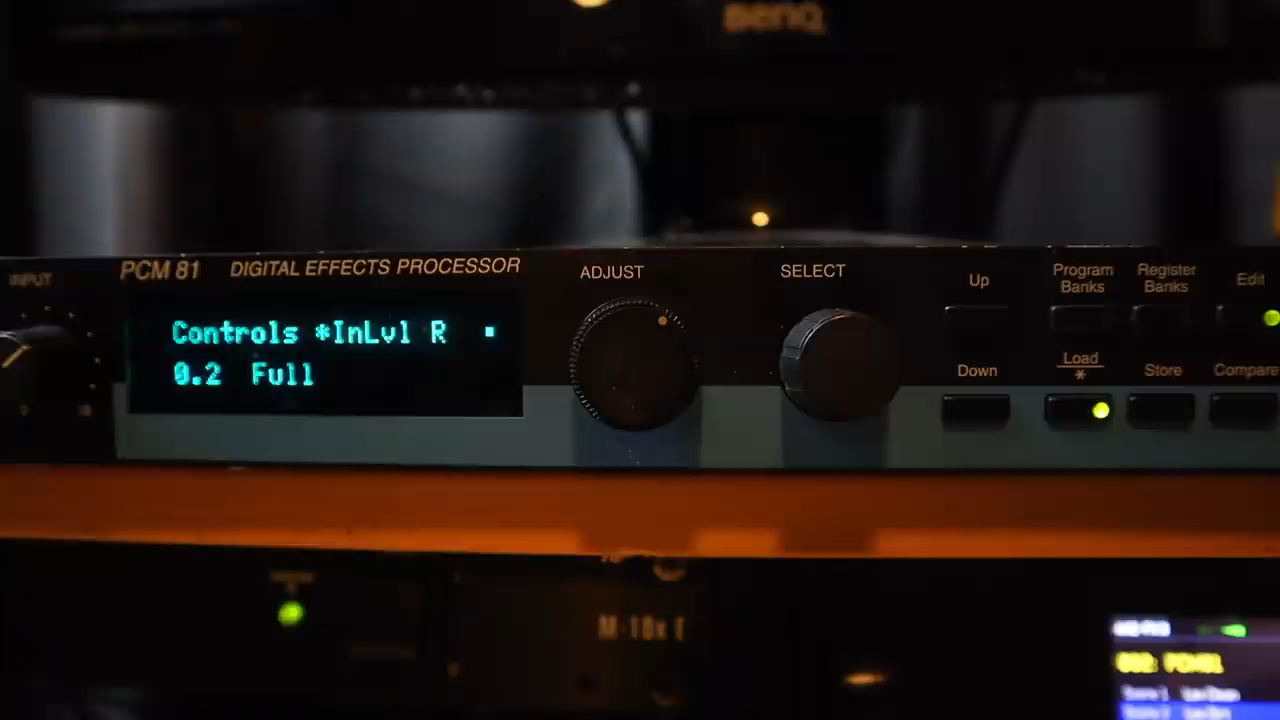 BenQ
INPUT
PCM 81 DIGITAL EFFECTS PROCESSOR
ADJUST
SELECT
Up
Program Banks
Register Banks
Edit
Controls *InLvl R
0.2 Full
Down
Load
*
Store
Compare